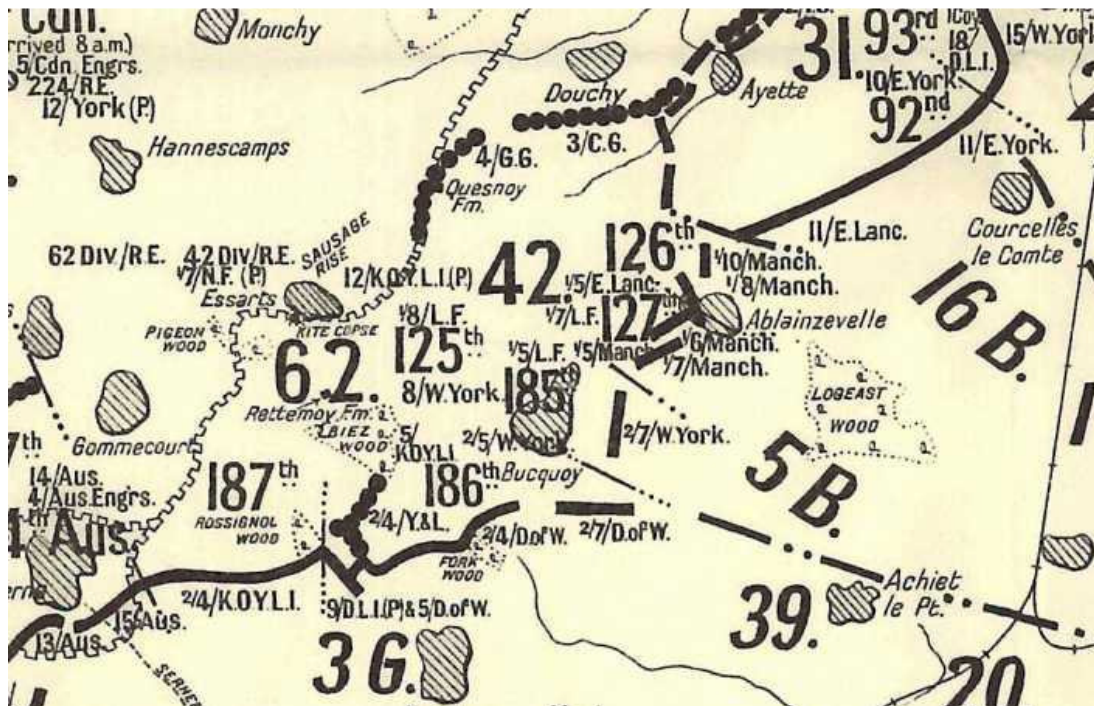 Cdn.
Monchy
rrived 8 a.m.)
5/Cdn. Engrs.
224/R.E.
12/York (P.)
Hannescamps
Douchy
Ayette
3/C.G.
4/G.G.
Quesnoy
Fm.
31.
93rd
18/
D.L.I.
15/W.York
10/E.York.
92nd
11/E.York.
Courcelles
le Comte
11/E.Lanc.
62 DIV./R.E.
42 DIV/R.E.
1/7/N.F. (P.)
SAUSAGE
RISE
12/K.O.Y.L.I.(P.)
Essarts
KITE COPSE
PIGEON
WOOD
42.
126th
1/5/E.Lanc.
1/10/Manch.
1/8/Manch.
127th
1/7/L.F.
Ablainzevelle
1/6/Manch.
1/7/Manch.
1/8/L.F.
125th
1/5/L.F.
1/5/Manch.
16 B.
62.
8/W.York.
185th
Rettemoy Fm.
LOGEAST
WOOD
BIEZ
WOOD
5/
KOYLI
2/5/W.York
2/7/W.York.
Bucquoy
Gommecourt
14/Aus.
4/Aus.Engrs.
4th Aus.
187th
186th
5 B.
ROSSIGNOL
WOOD
2/4/Y.&L.
2/4/D.of W.
2/7/D.of W.
FORK
WOOD
2/4/K.O.Y.L.I.
9/D.L.I.(P.) & 5/D.of W.
15/Aus.
13/Aus.
39.
Achiet
le Pt.
3 G.
20